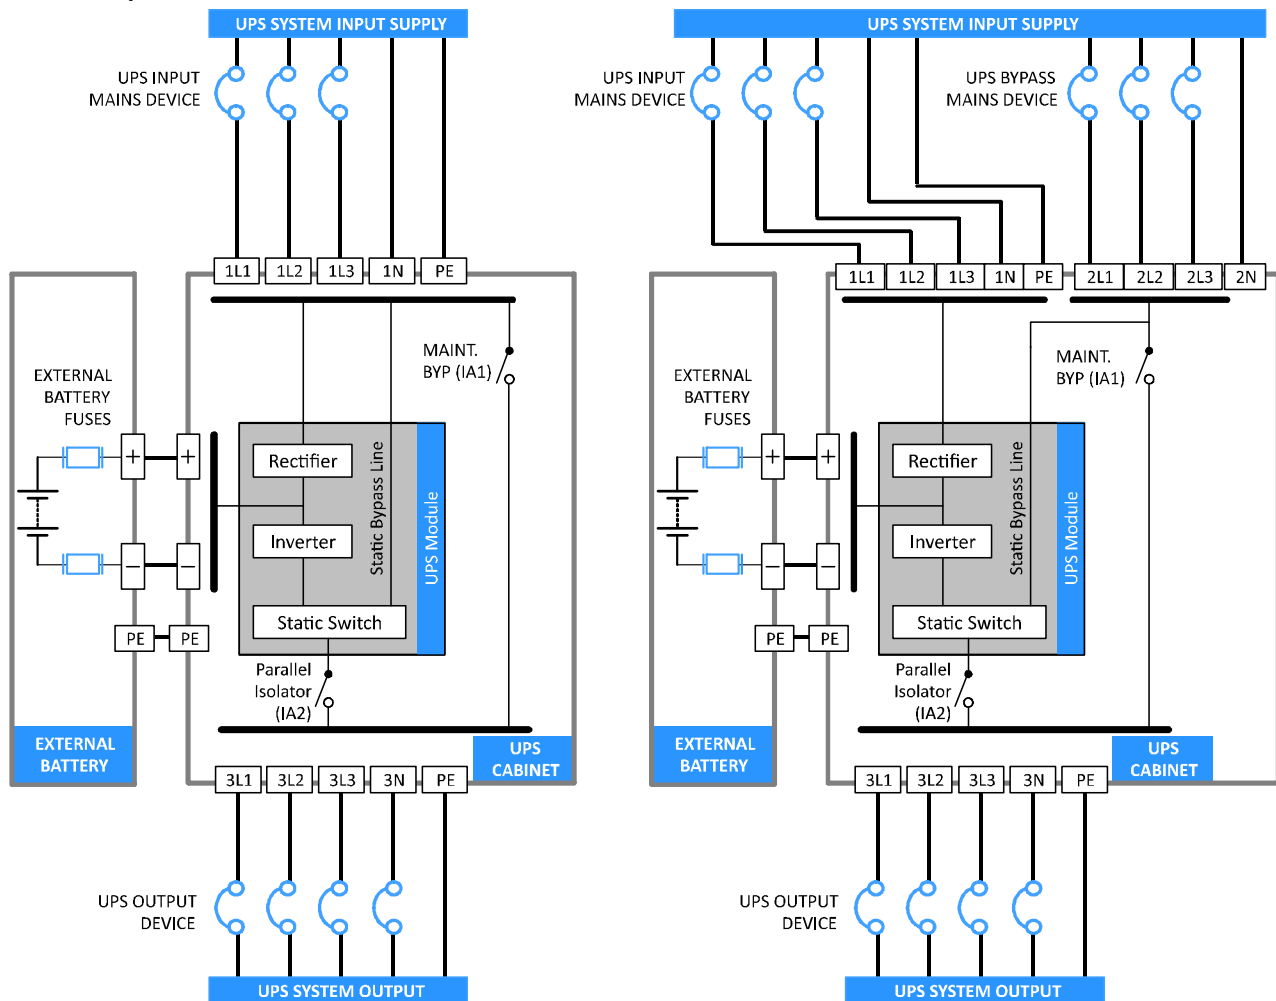 UPS SYSTEM INPUT SUPPLY
UPS INPUT
MAINS DEVICE
1L1
1L2
1L3
1N
PE
MAINT.
BYP (IA1)
EXTERNAL
BATTERY
FUSES
+
+
−
−
Rectifier
Inverter
Static Bypass Line
UPS Module
Static Switch
PE
PE
Parallel
Isolator
(IA2)
EXTERNAL
BATTERY
UPS
CABINET
3L1
3L2
3L3
3N
PE
UPS OUTPUT
DEVICE
UPS SYSTEM OUTPUT
UPS SYSTEM INPUT SUPPLY
UPS INPUT
MAINS DEVICE
UPS BYPASS
MAINS DEVICE
1L1
1L2
1L3
1N
PE
2L1
2L2
2L3
2N
MAINT.
BYP (IA1)
EXTERNAL
BATTERY
FUSES
+
+
−
−
Rectifier
Inverter
Static Bypass Line
UPS Module
Static Switch
PE
PE
Parallel
Isolator
(IA2)
EXTERNAL
BATTERY
UPS
CABINET
3L1
3L2
3L3
3N
PE
UPS OUTPUT
DEVICE
UPS SYSTEM OUTPUT